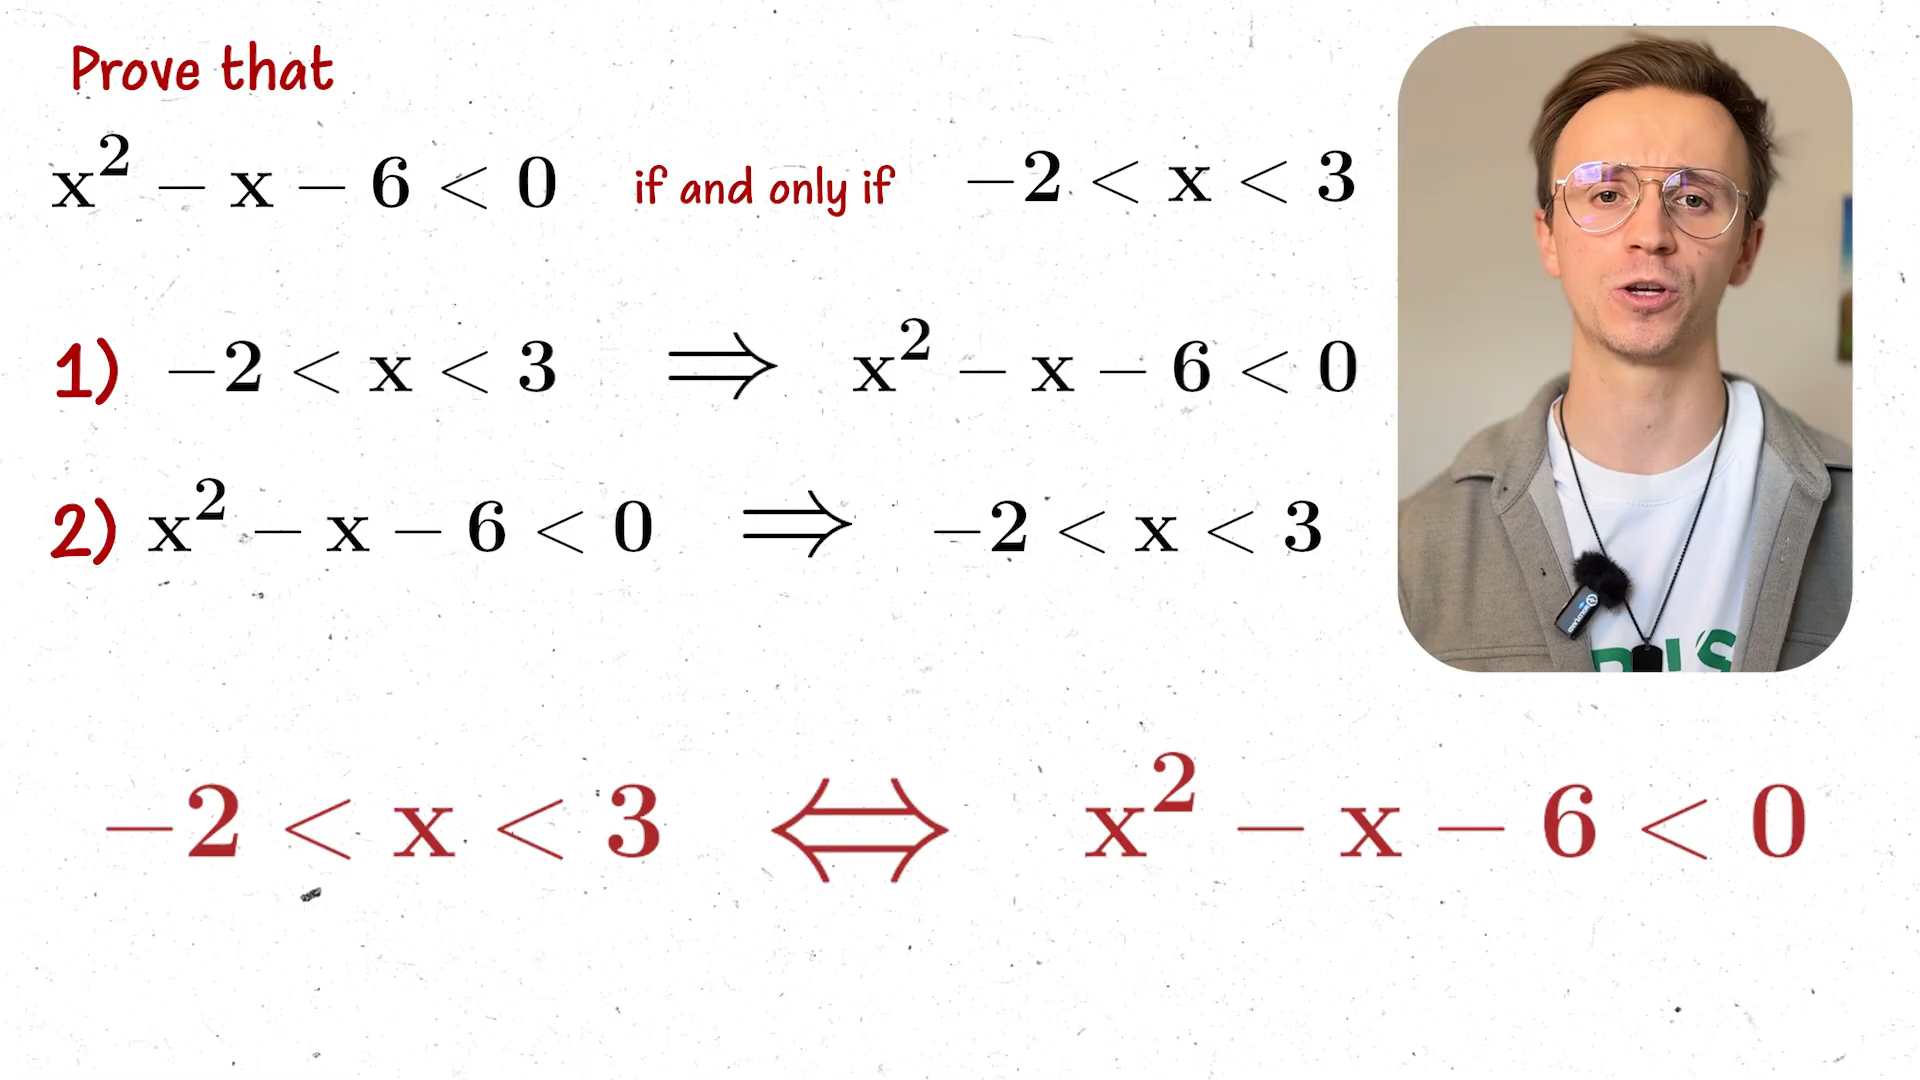 Prove that
x² − x − 6 < 0 if and only if −2 < x < 3
1) −2 < x < 3 ⟹ x² − x − 6 < 0
2) x² − x − 6 < 0 ⟹ −2 < x < 3
−2 < x < 3 ⟺ x² − x − 6 < 0